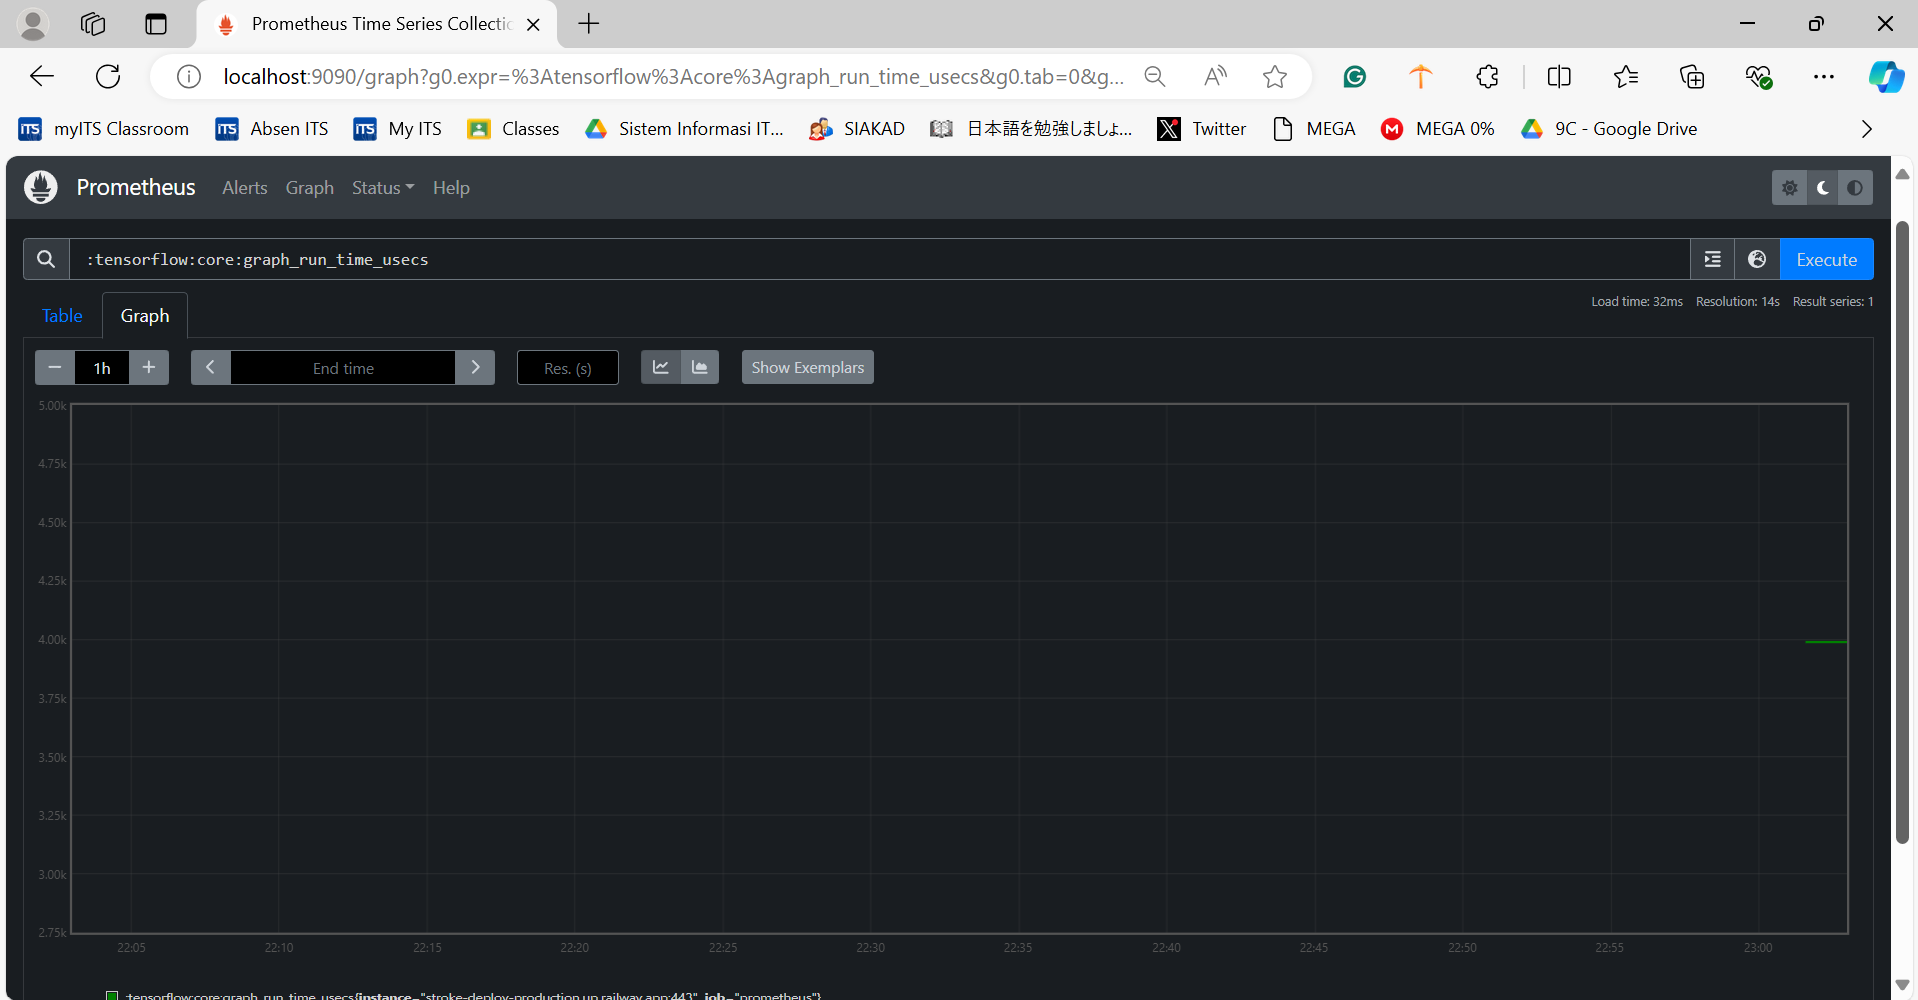 Prometheus Time Series Collectic
localhost:9090/graph?g0.expr=%3Atensorflow%3Acore%3Agraph_run_time_usecs&g0.tab=0&g...
iTS myITS Classroom iTS Absen ITS iTS My ITS Classes Sistem Informasi IT... SIAKAD 日本語を勉強しましょ... Twitter MEGA MEGA 0% 9C - Google Drive
Prometheus Alerts Graph Status Help
:tensorflow:core:graph_run_time_usecs Execute
Load time: 32ms Resolution: 14s Result series: 1
Table Graph
1h End time Res. (s) Show Exemplars
5.00k
4.75k
4.50k
4.25k
4.00k
3.75k
3.50k
3.25k
3.00k
2.75k
22:05 22:10 22:15 22:20 22:25 22:30 22:35 22:40 22:45 22:50 22:55 23:00
:tensorflow:core:graph_run_time_usecs{instance="stroke-deploy-production.up.railway.app:443", job="prometheus"}